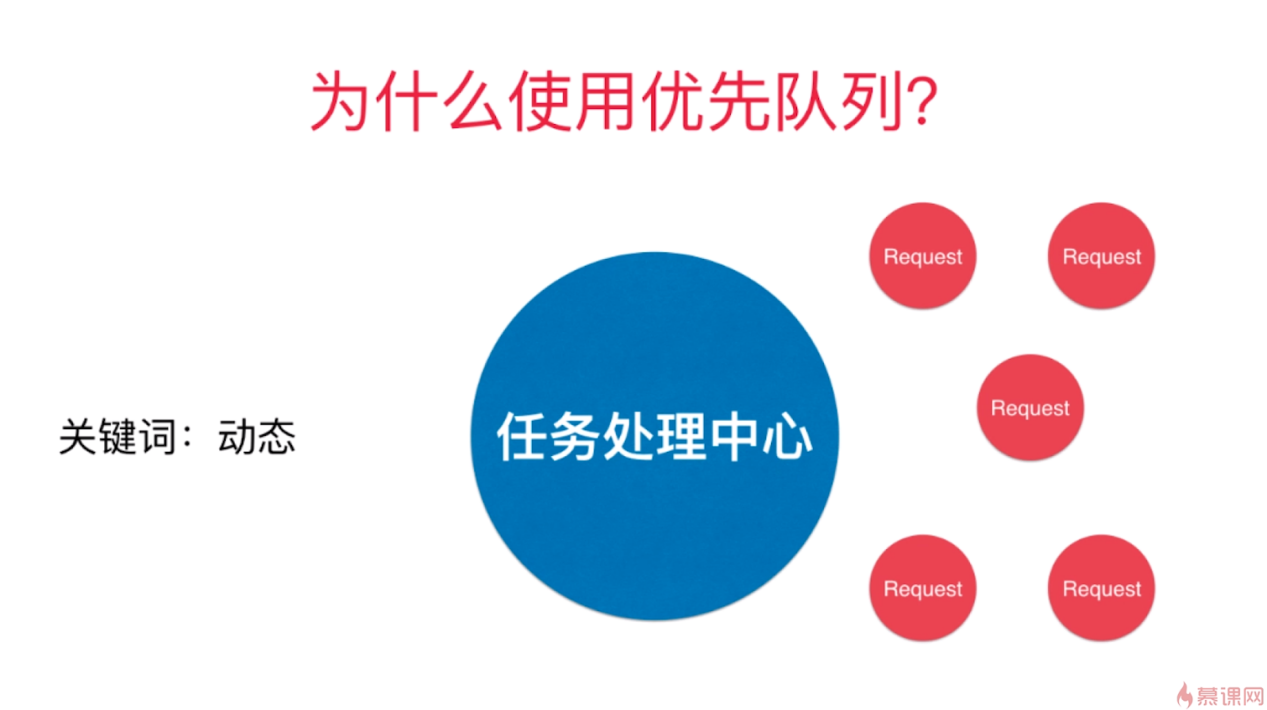 为什么使用优先队列？
Request Request
关键词：动态
任务处理中心
Request
Request Request
慕课网